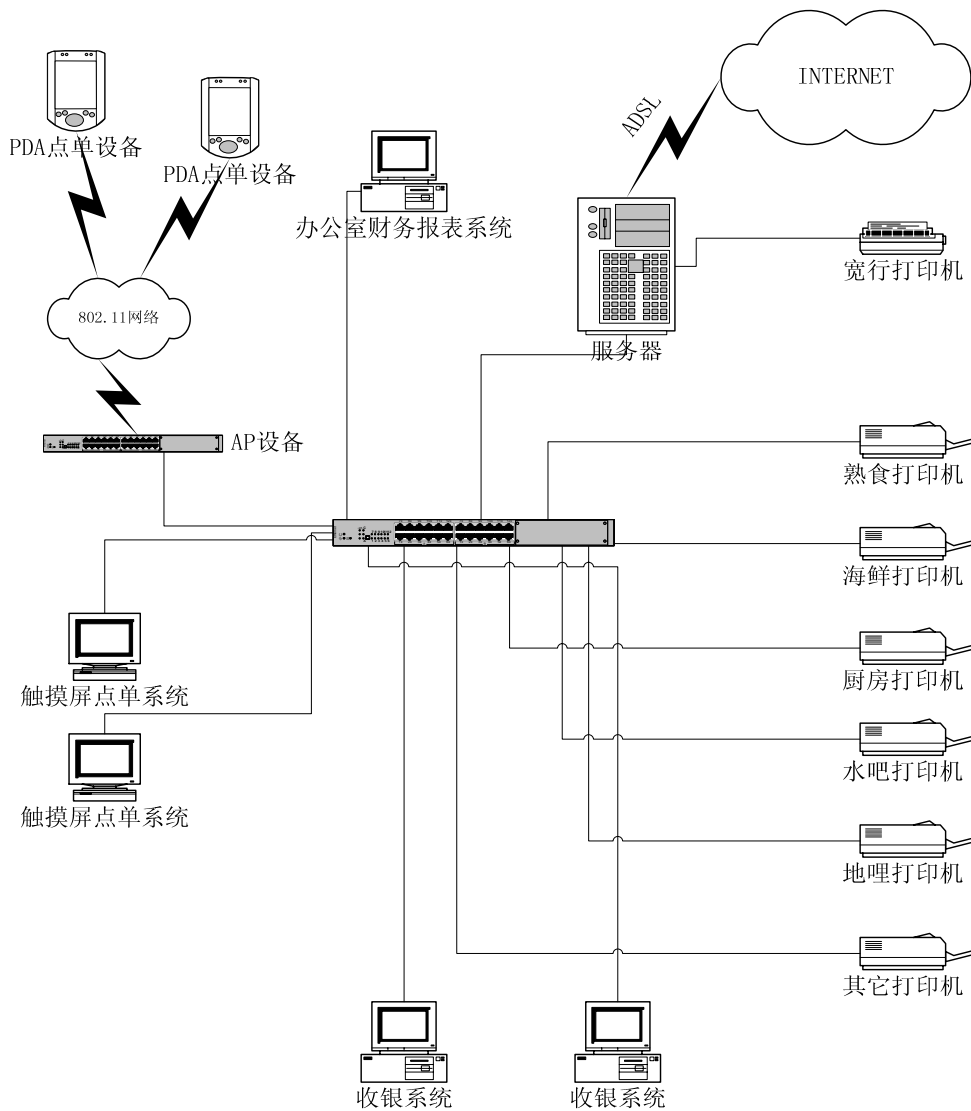 INTERNET
ADSL
PDA点单设备
PDA点单设备
办公室财务报表系统
宽行打印机
802.11网络
服务器
AP设备
熟食打印机
海鲜打印机
厨房打印机
触摸屏点单系统
水吧打印机
触摸屏点单系统
地哩打印机
其它打印机
收银系统
收银系统